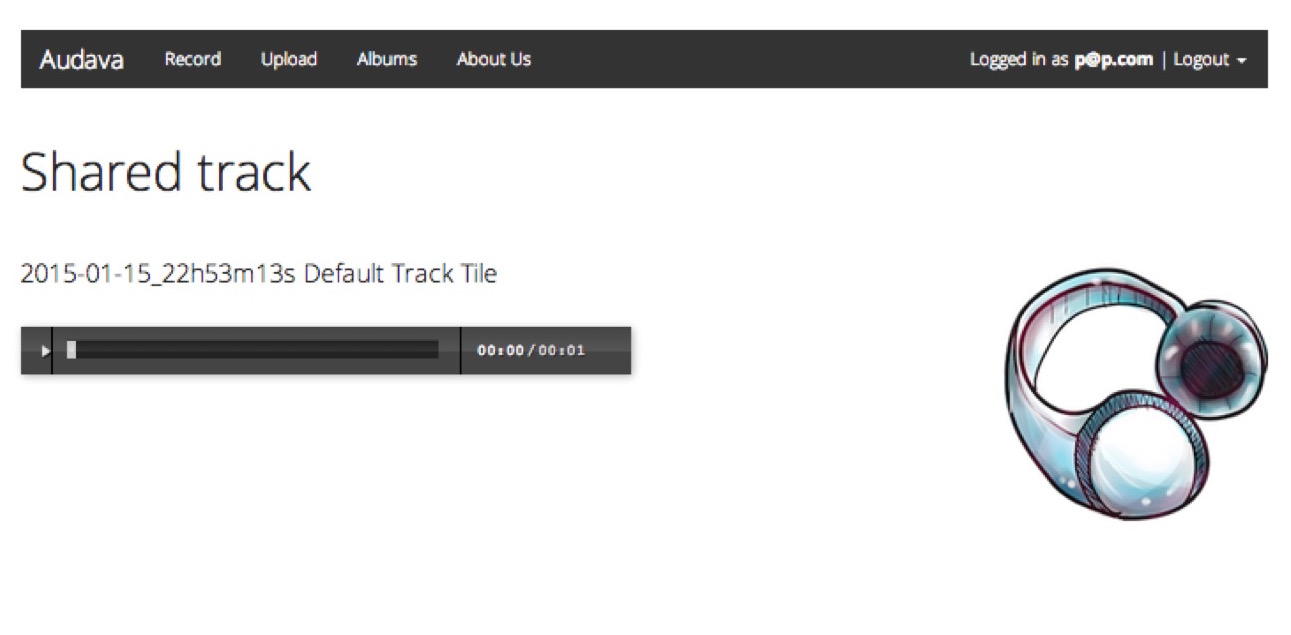 Audava Record Upload Albums About Us Logged in as p@p.com | Logout
Shared track
2015-01-15_22h53m13s Default Track Tile
00:00/00:01